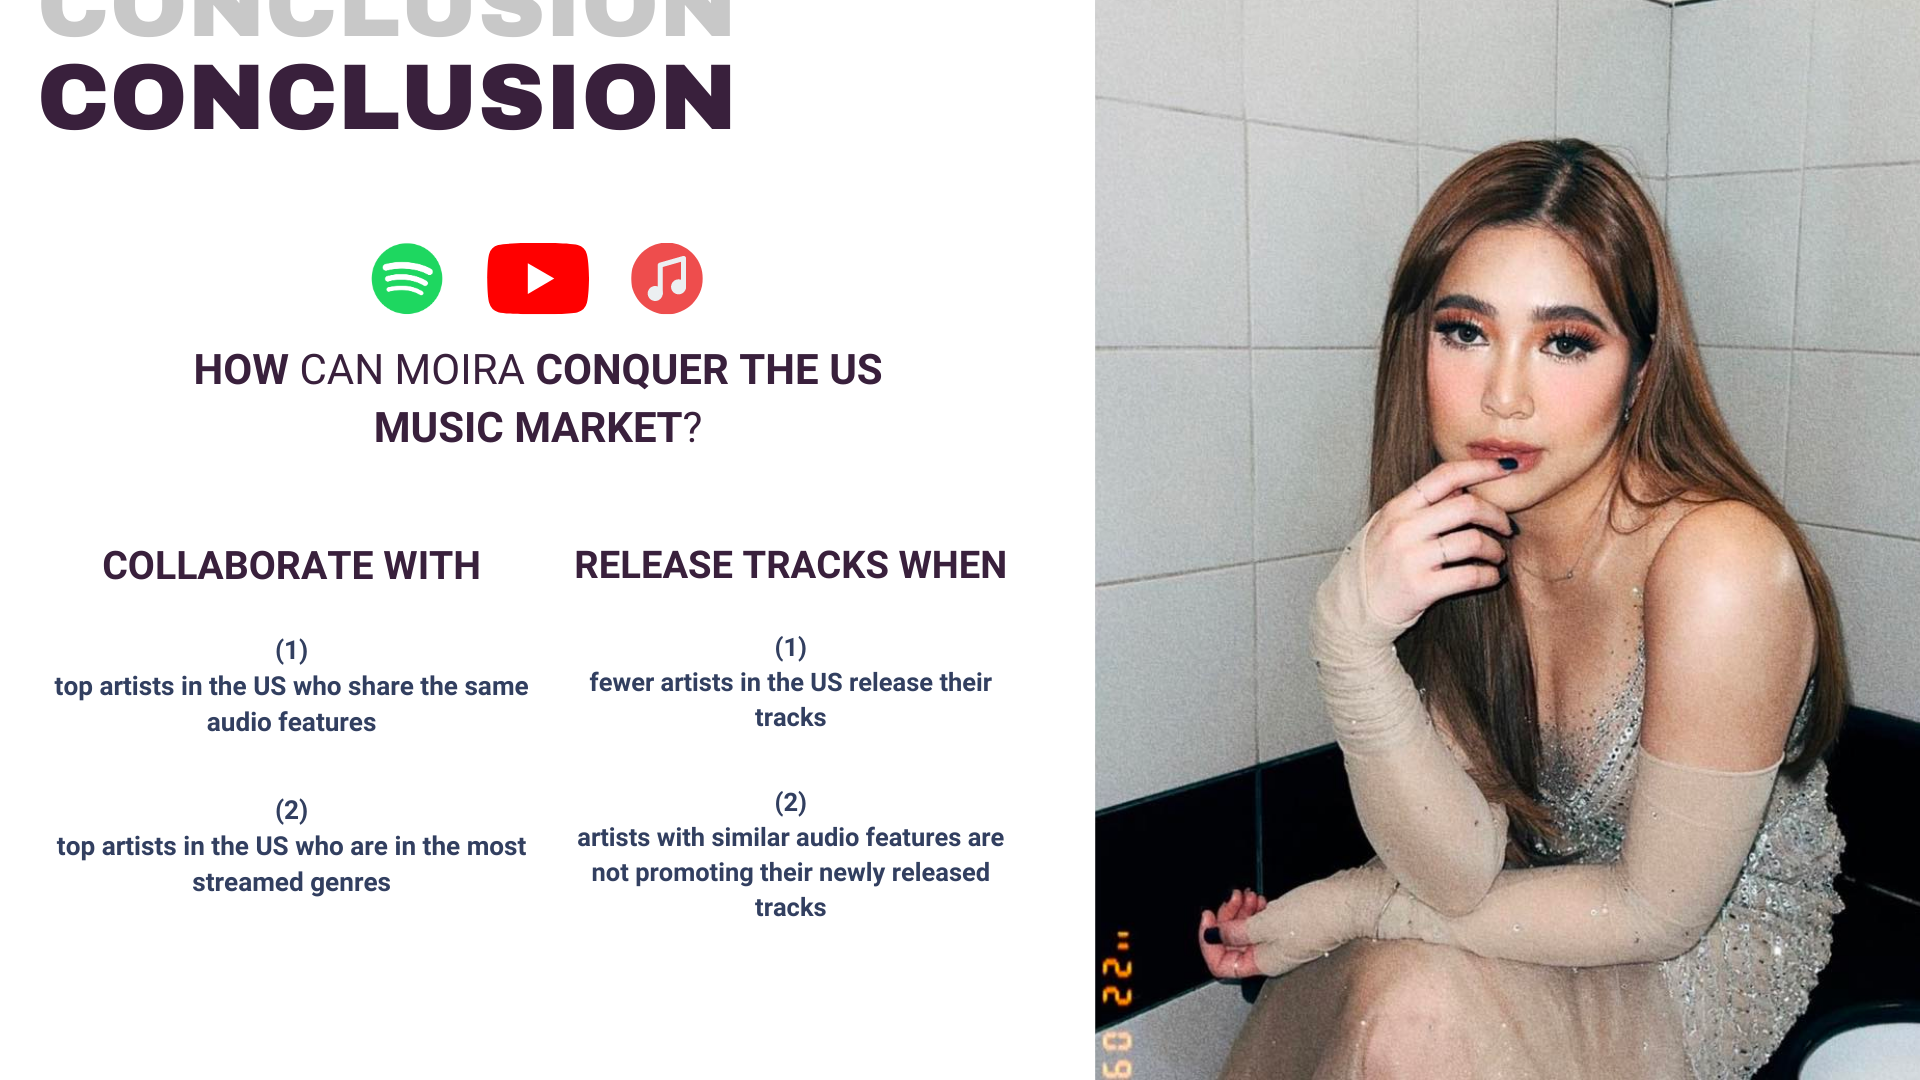 CONCLUSION
CONCLUSION
HOW CAN MOIRA CONQUER THE US
MUSIC MARKET?
COLLABORATE WITH
(1)
top artists in the US who share the same
audio features
(2)
top artists in the US who are in the most
streamed genres
RELEASE TRACKS WHEN
(1)
fewer artists in the US release their
tracks
(2)
artists with similar audio features are
not promoting their newly released
tracks